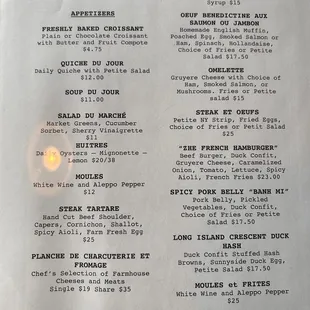 APPETIZERS
FRESHLY BAKED CROISSANT
Plain or Chocolate Croissant
with Butter and Fruit Compote
$4.75
QUICHE DU JOUR
Daily Quiche with Petite Salad
$12.00
SOUP DU JOUR
$11.00
SALAD DU MARCHÉ
Market Greens, Cucumber
Sorbet, Sherry Vinaigrette
$11
HUITRES
Daily Oysters — Mignonette —
Lemon $20/38
MOULES
White Wine and Aleppo Pepper
$12
STEAK TARTARE
Hand Cut Beef Shoulder,
Capers, Cornichon, Shallot,
Spicy Aioli, Farm Fresh Egg
$25
PLANCHE DE CHARCUTERIE ET
FROMAGE
Chef's Selection of Farmhouse
Cheeses and Meats
Single $19 Share $35
Syrup $15
OEUF BENEDICTINE AUX
SAUMON OU JAMBON
Homemade English Muffin,
Poached Egg, Smoked Salmon or
Ham, Spinach, Hollandaise,
Choice of Fries or Petite
Salad $17.50
OMELETTE
Gruyere Cheese with Choice of
Ham, Smoked Salmon, or
Mushrooms. Fries or Petite
salad $15
STEAK ET OEUFS
Petite NY Strip, Fried Eggs,
Choice of Fries or Petit Salad
$25
"THE FRENCH HAMBURGER"
Beef Burger, Duck Confit,
Gruyere Cheese, Caramelized
Onion, Tomato, Lettuce, Spicy
Aioli, French Fries $23.00
SPICY PORK BELLY "BANH MI"
Pork Belly, Pickled
Vegetables, Duck Confit,
Choice of Fries or Petite
Salad $18.50
LONG ISLAND CRESCENT DUCK
HASH
Duck Confit Stuffed Hash
Browns, Sunnyside Duck Egg,
Petite Salad $17.50
MOULES et FRITES
White Wine and Aleppo Pepper
$25